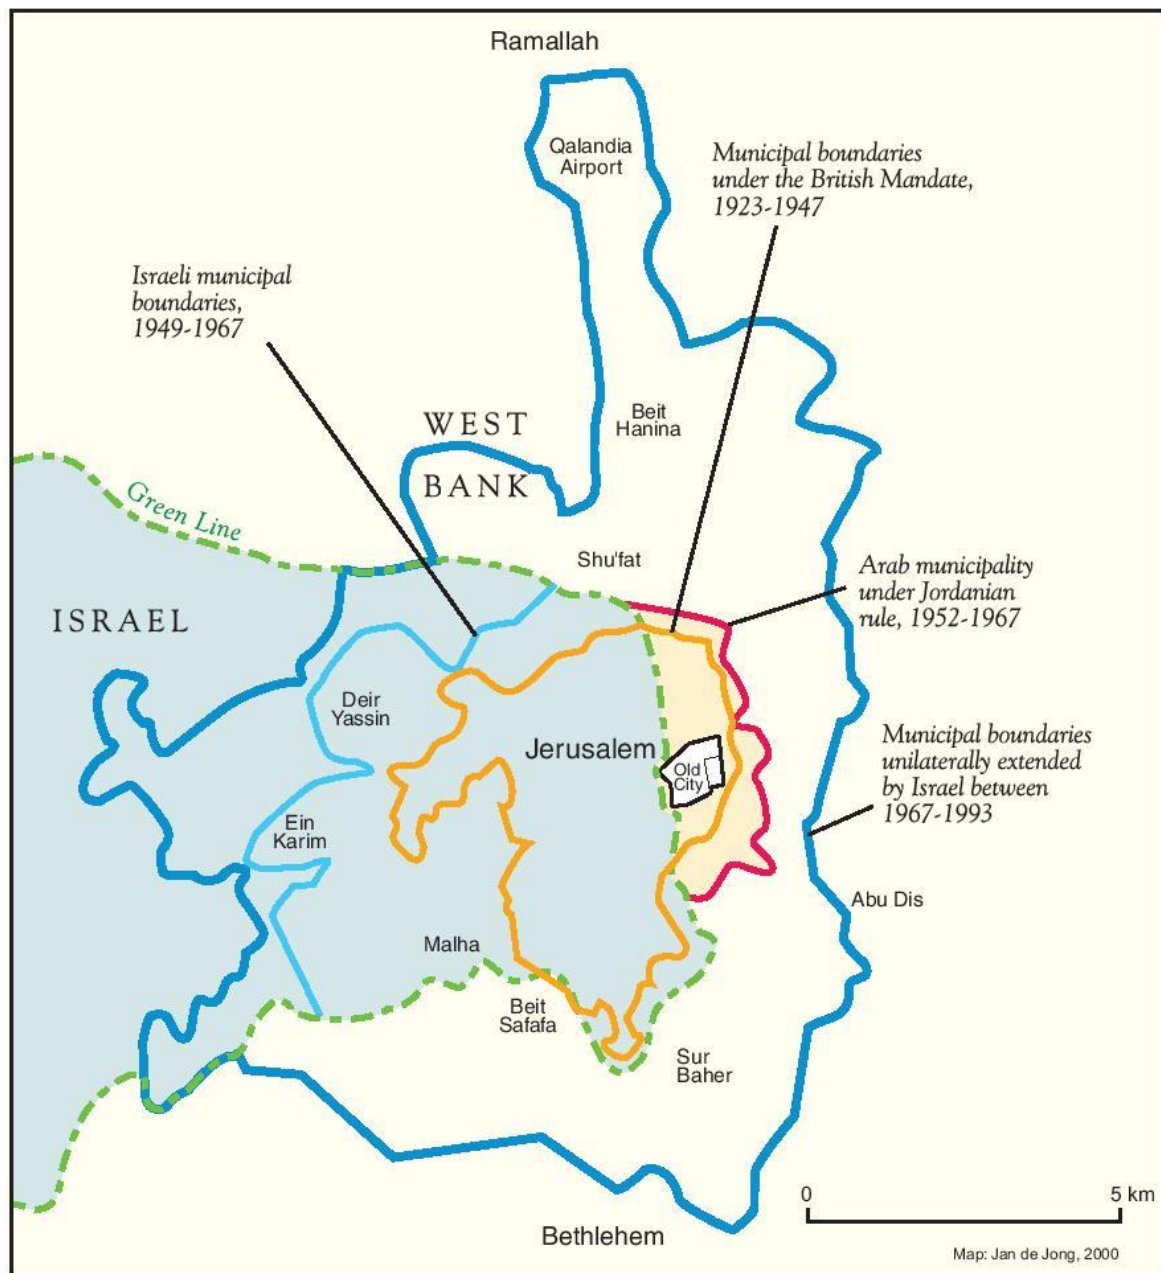 Ramallah
Qalandia
Airport
Municipal boundaries
under the British Mandate,
1923-1947
Israeli municipal
boundaries,
1949-1967
WEST
BANK
Beit
Hanina
Green Line
Shu'fat
Arab municipality
under Jordanian
rule, 1952-1967
ISRAEL
Deir
Yassin
Jerusalem
Old
City
Municipal boundaries
unilaterally extended
by Israel between
1967-1993
Ein
Karim
Abu Dis
Malha
Beit
Safafa
Sur
Baher
Bethlehem
0 5 km
Map: Jan de Jong, 2000